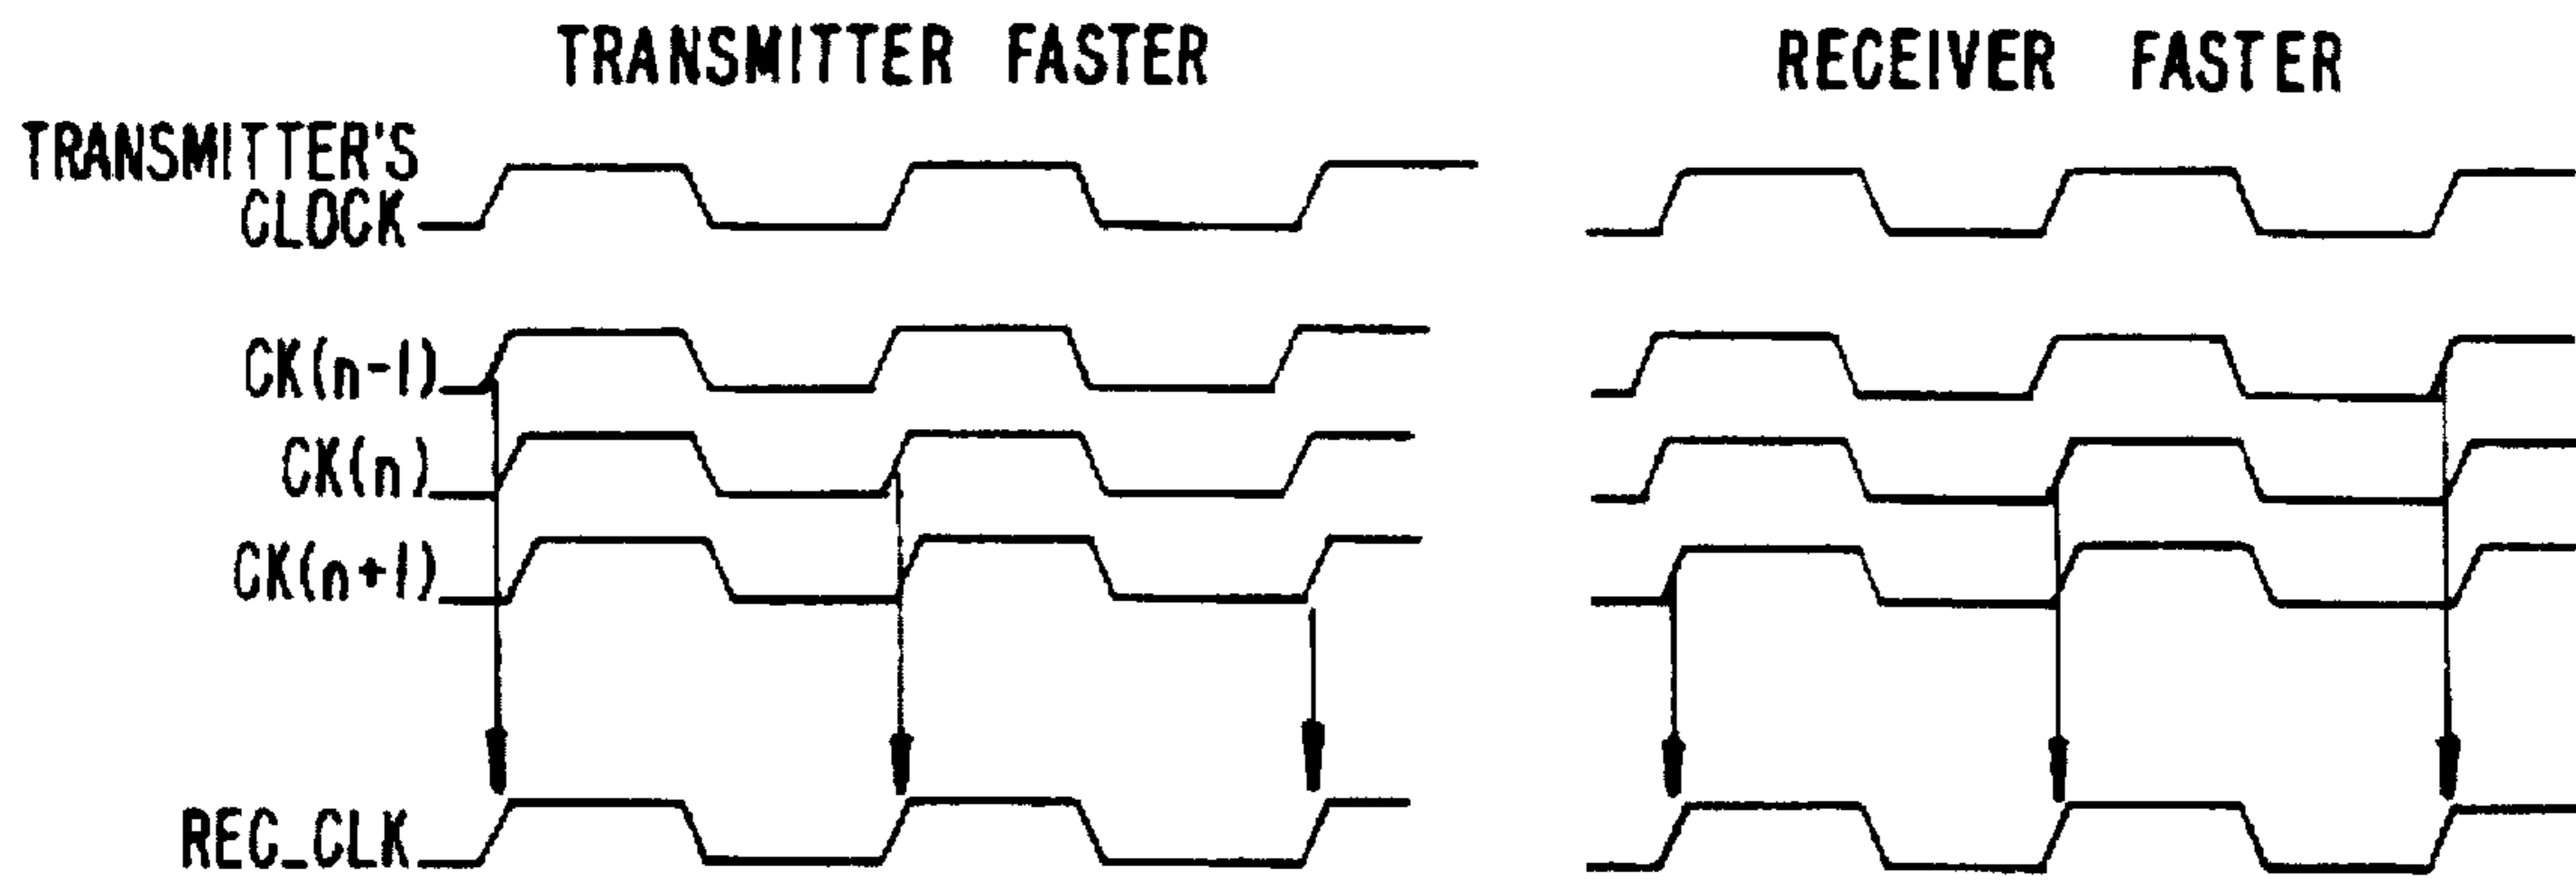 TRANSMITTER FASTER
RECEIVER FASTER
TRANSMITTER'S
CLOCK
CK(n-1)
CK(n)
CK(n+1)
REC_CLK